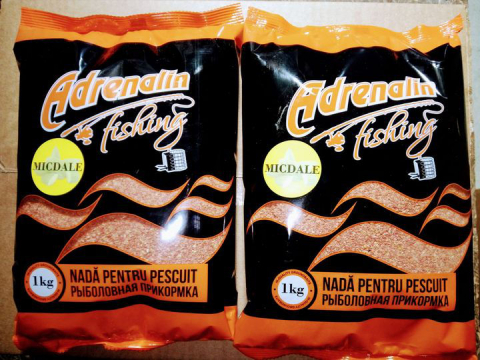 Adrenalin
fishing
MICDALE
1kg
NADĂ PENTRU PESCUIT
РЫБОЛОВНАЯ ПРИКОРМКА
Adrenalin
fishing
MICDALE
1kg
NADĂ PENTRU PESCUIT
РЫБОЛОВНАЯ ПРИКОРМКА